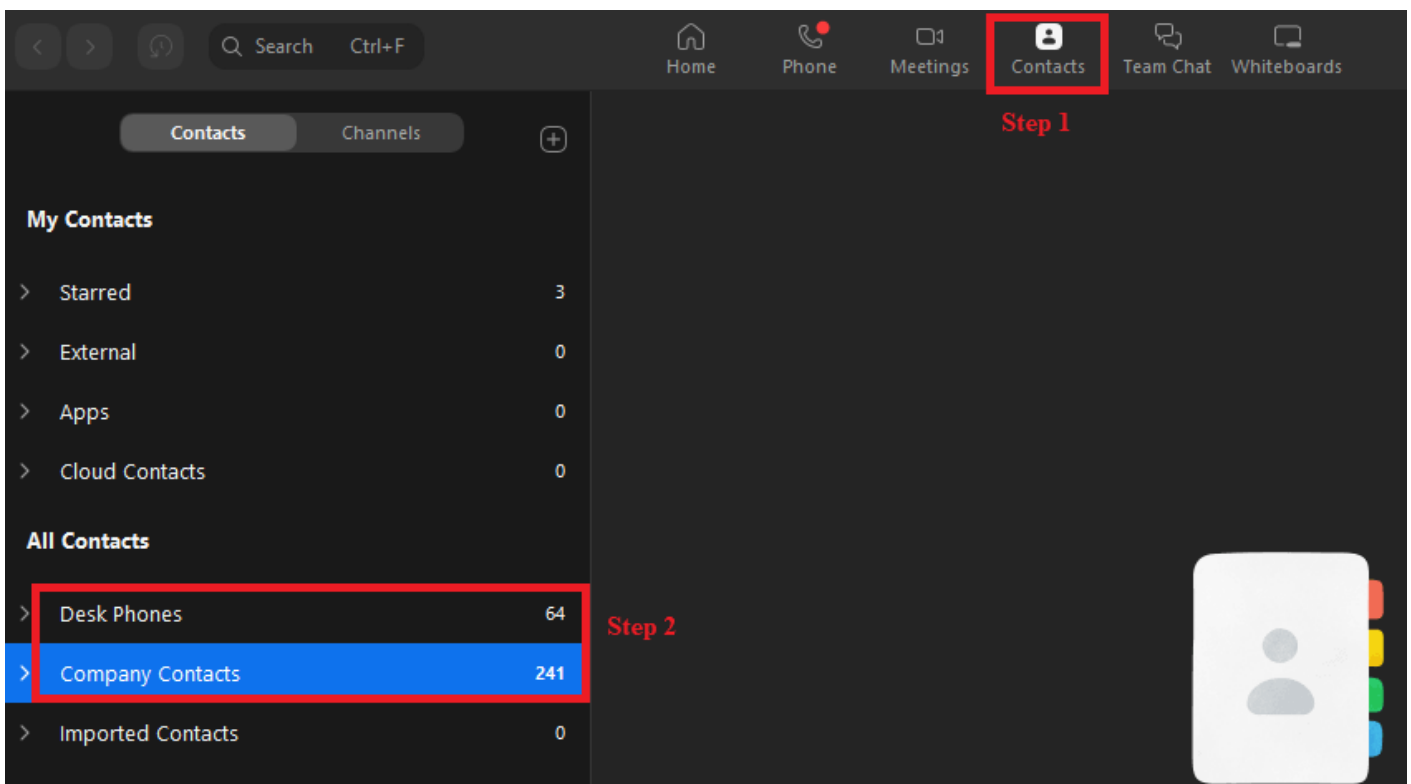 Search Ctrl+F
Home Phone Meetings Contacts Team Chat Whiteboards
Step 1
Contacts Channels
My Contacts
Starred 3
External 0
Apps 0
Cloud Contacts 0
All Contacts
Desk Phones 64
Step 2
Company Contacts 241
Imported Contacts 0